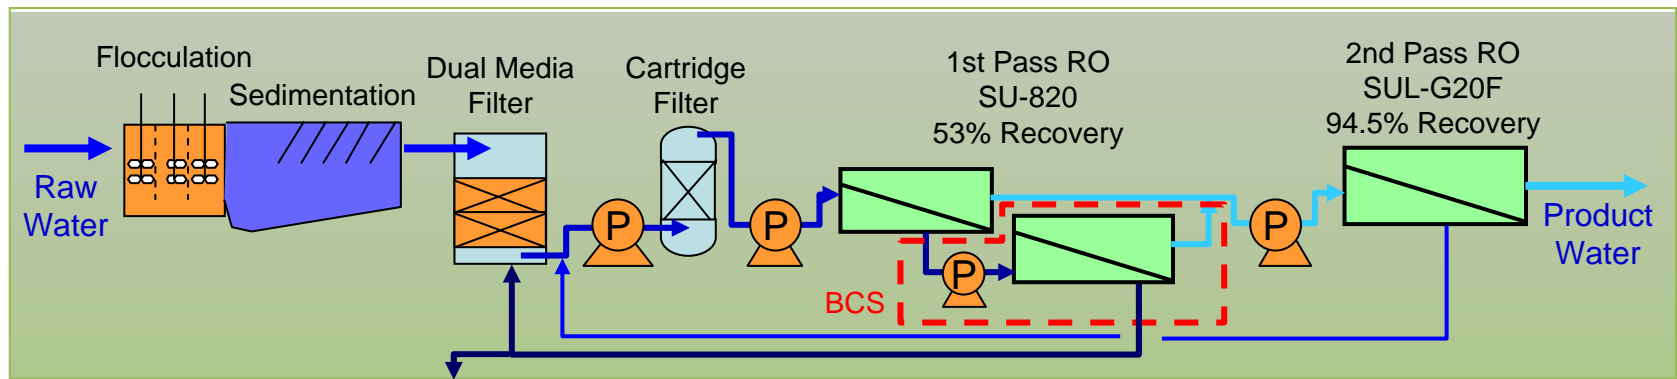 Flocculation
Sedimentation
Dual Media
Filter
Cartridge
Filter
1st Pass RO
SU-820
53% Recovery
2nd Pass RO
SUL-G20F
94.5% Recovery
Raw
Water
P
P
P
BCS
P
Product
Water